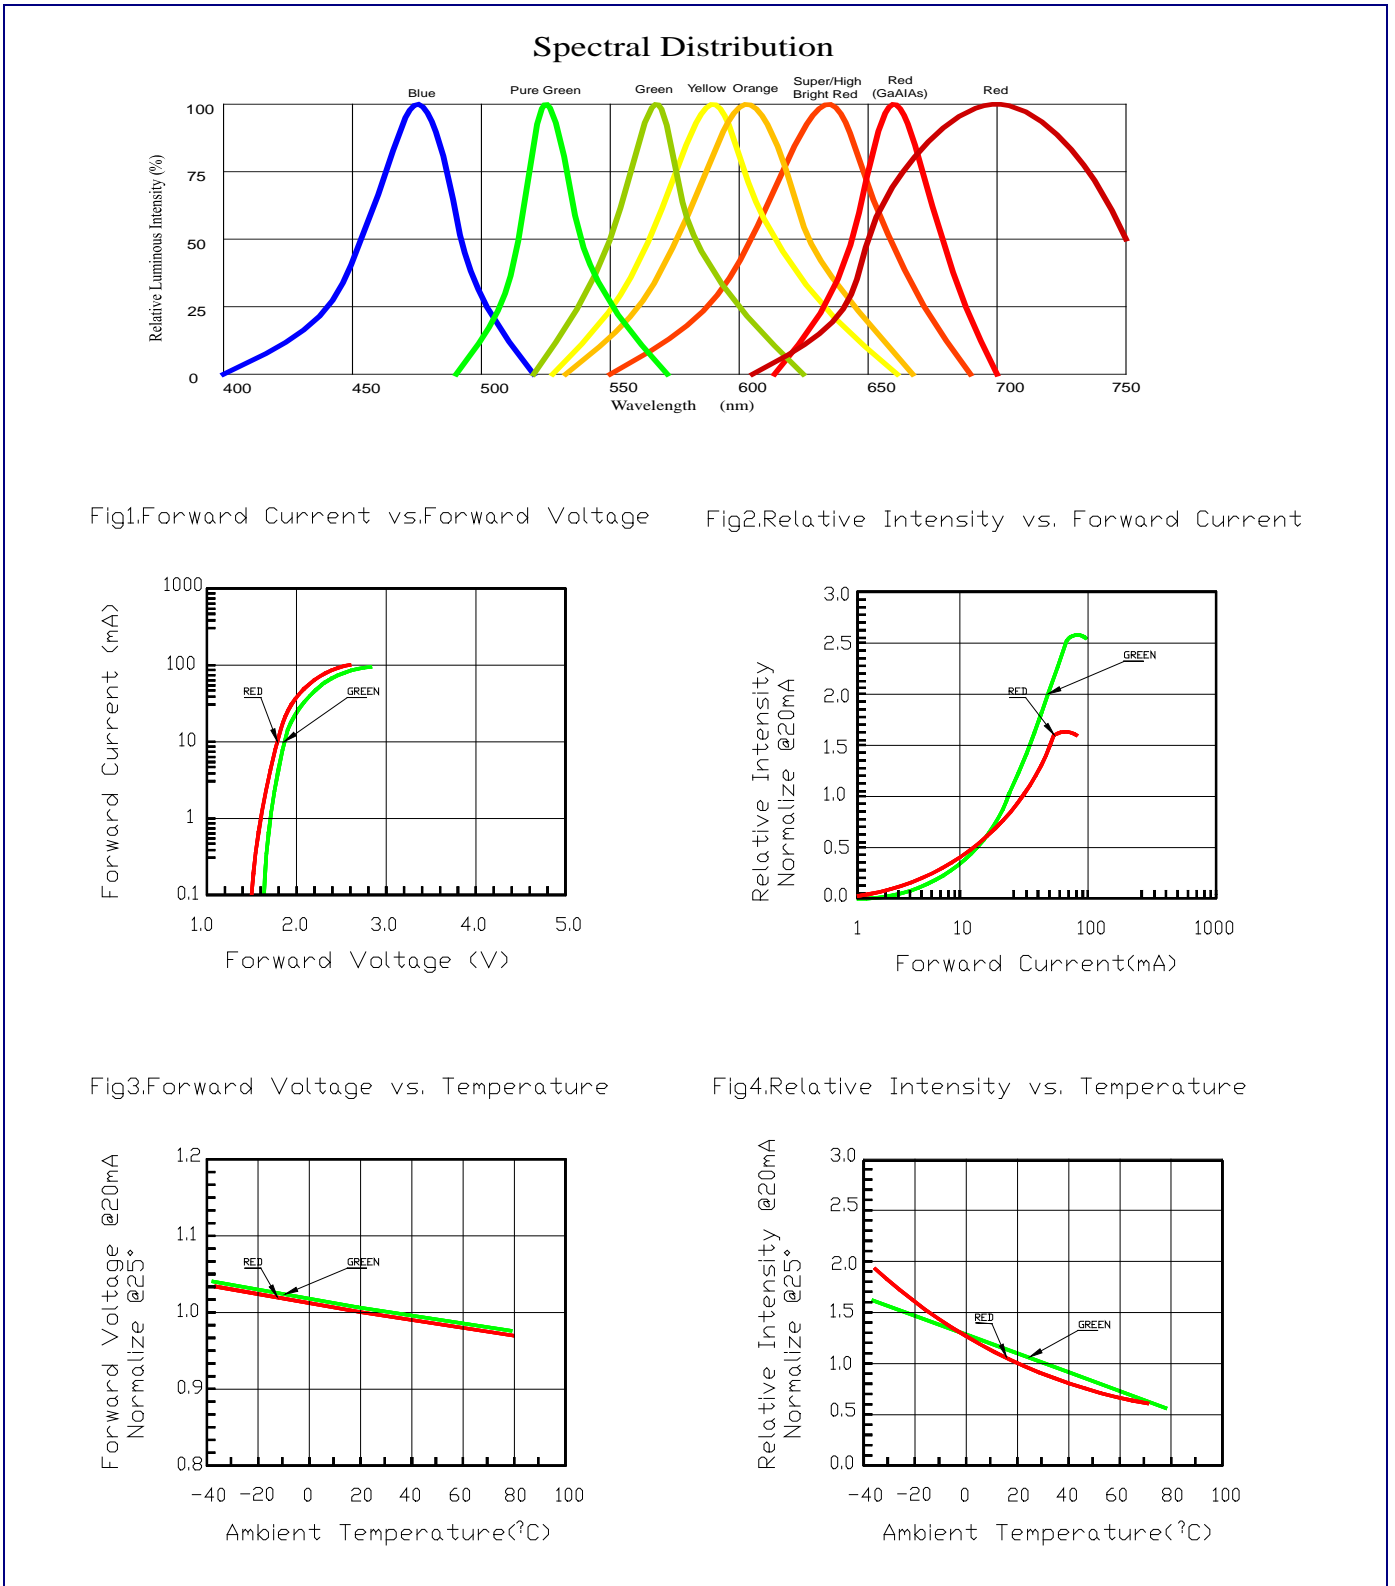 Spectral Distribution
Blue
Pure Green
Green
Yellow
Orange
Super/High
Bright Red
Red
(GaAlAs)
Red
Relative Luminous Intensity (%)
100
75
50
25
0
400
450
500
550
600
650
700
750
Wavelength (nm)
Fig1.Forward Current vs.Forward Voltage
Forward Current (mA)
1000
100
10
1
0.1
RED
GREEN
1.0
2.0
3.0
4.0
5.0
Forward Voltage (V)
Fig2.Relative Intensity vs. Forward Current
Relative Intensity
Normalize @20mA
3.0
2.5
2.0
1.5
1.0
0.5
0.0
GREEN
RED
1
10
100
1000
Forward Current(mA)
Fig3.Forward Voltage vs. Temperature
Forward Voltage @20mA
Normalize @25°
1.2
1.1
1.0
0.9
0.8
RED
GREEN
-40
-20
0
20
40
60
80
100
Ambient Temperature(?C)
Fig4.Relative Intensity vs. Temperature
Relative Intensity @20mA
Normalize @25°
3.0
2.5
2.0
1.5
1.0
0.5
0.0
RED
GREEN
-40
-20
0
20
40
60
80
100
Ambient Temperature(?C)